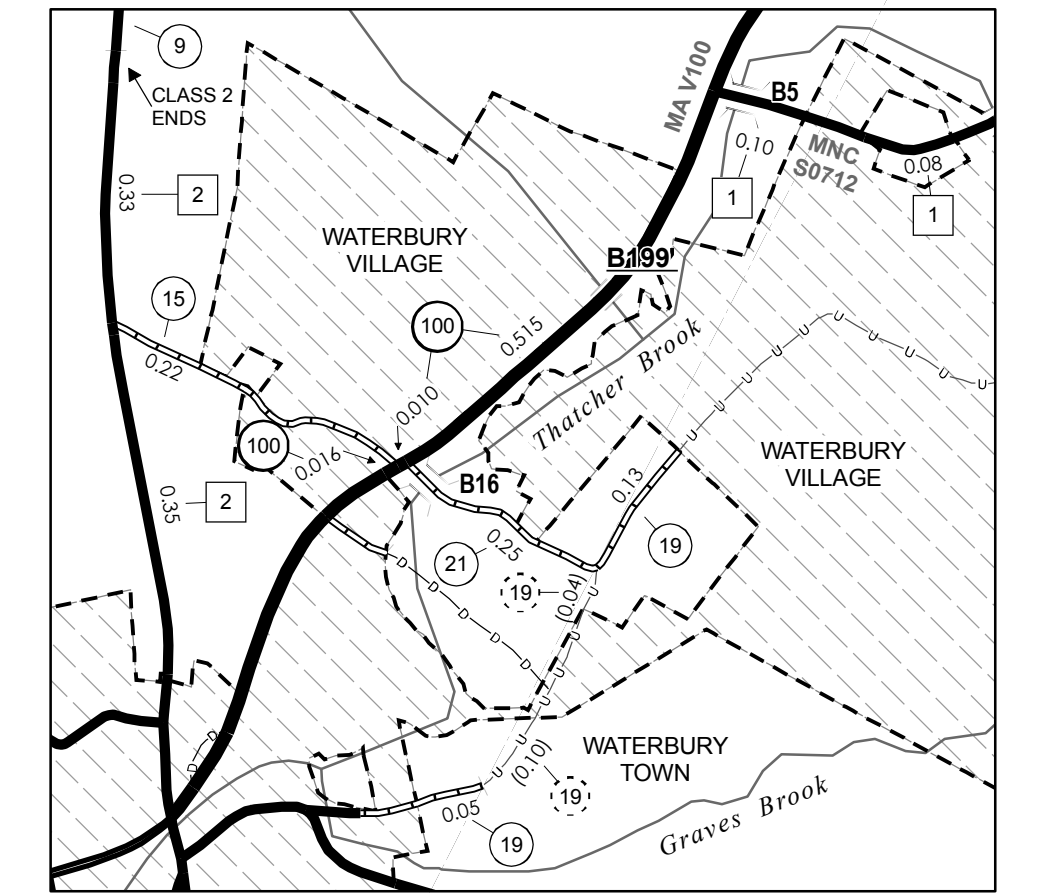 9
CLASS 2
ENDS
MA V100
B5
0.10
MNC
S0712
0.08
1
1
0.33
2
WATERBURY
VILLAGE
B199
15
100
0.515
0.22
0.010
Thatcher Brook
U
U
U
U
U
U
U
U
U
U
100
0.016
B16
0.13
WATERBURY
VILLAGE
0.35
2
21
0.25
19
19
(0.04)
D
D
D
D
D
D
U
U
U
U
U
U
U
D
D
WATERBURY
TOWN
(0.10)
19
0.05
19
Graves Brook